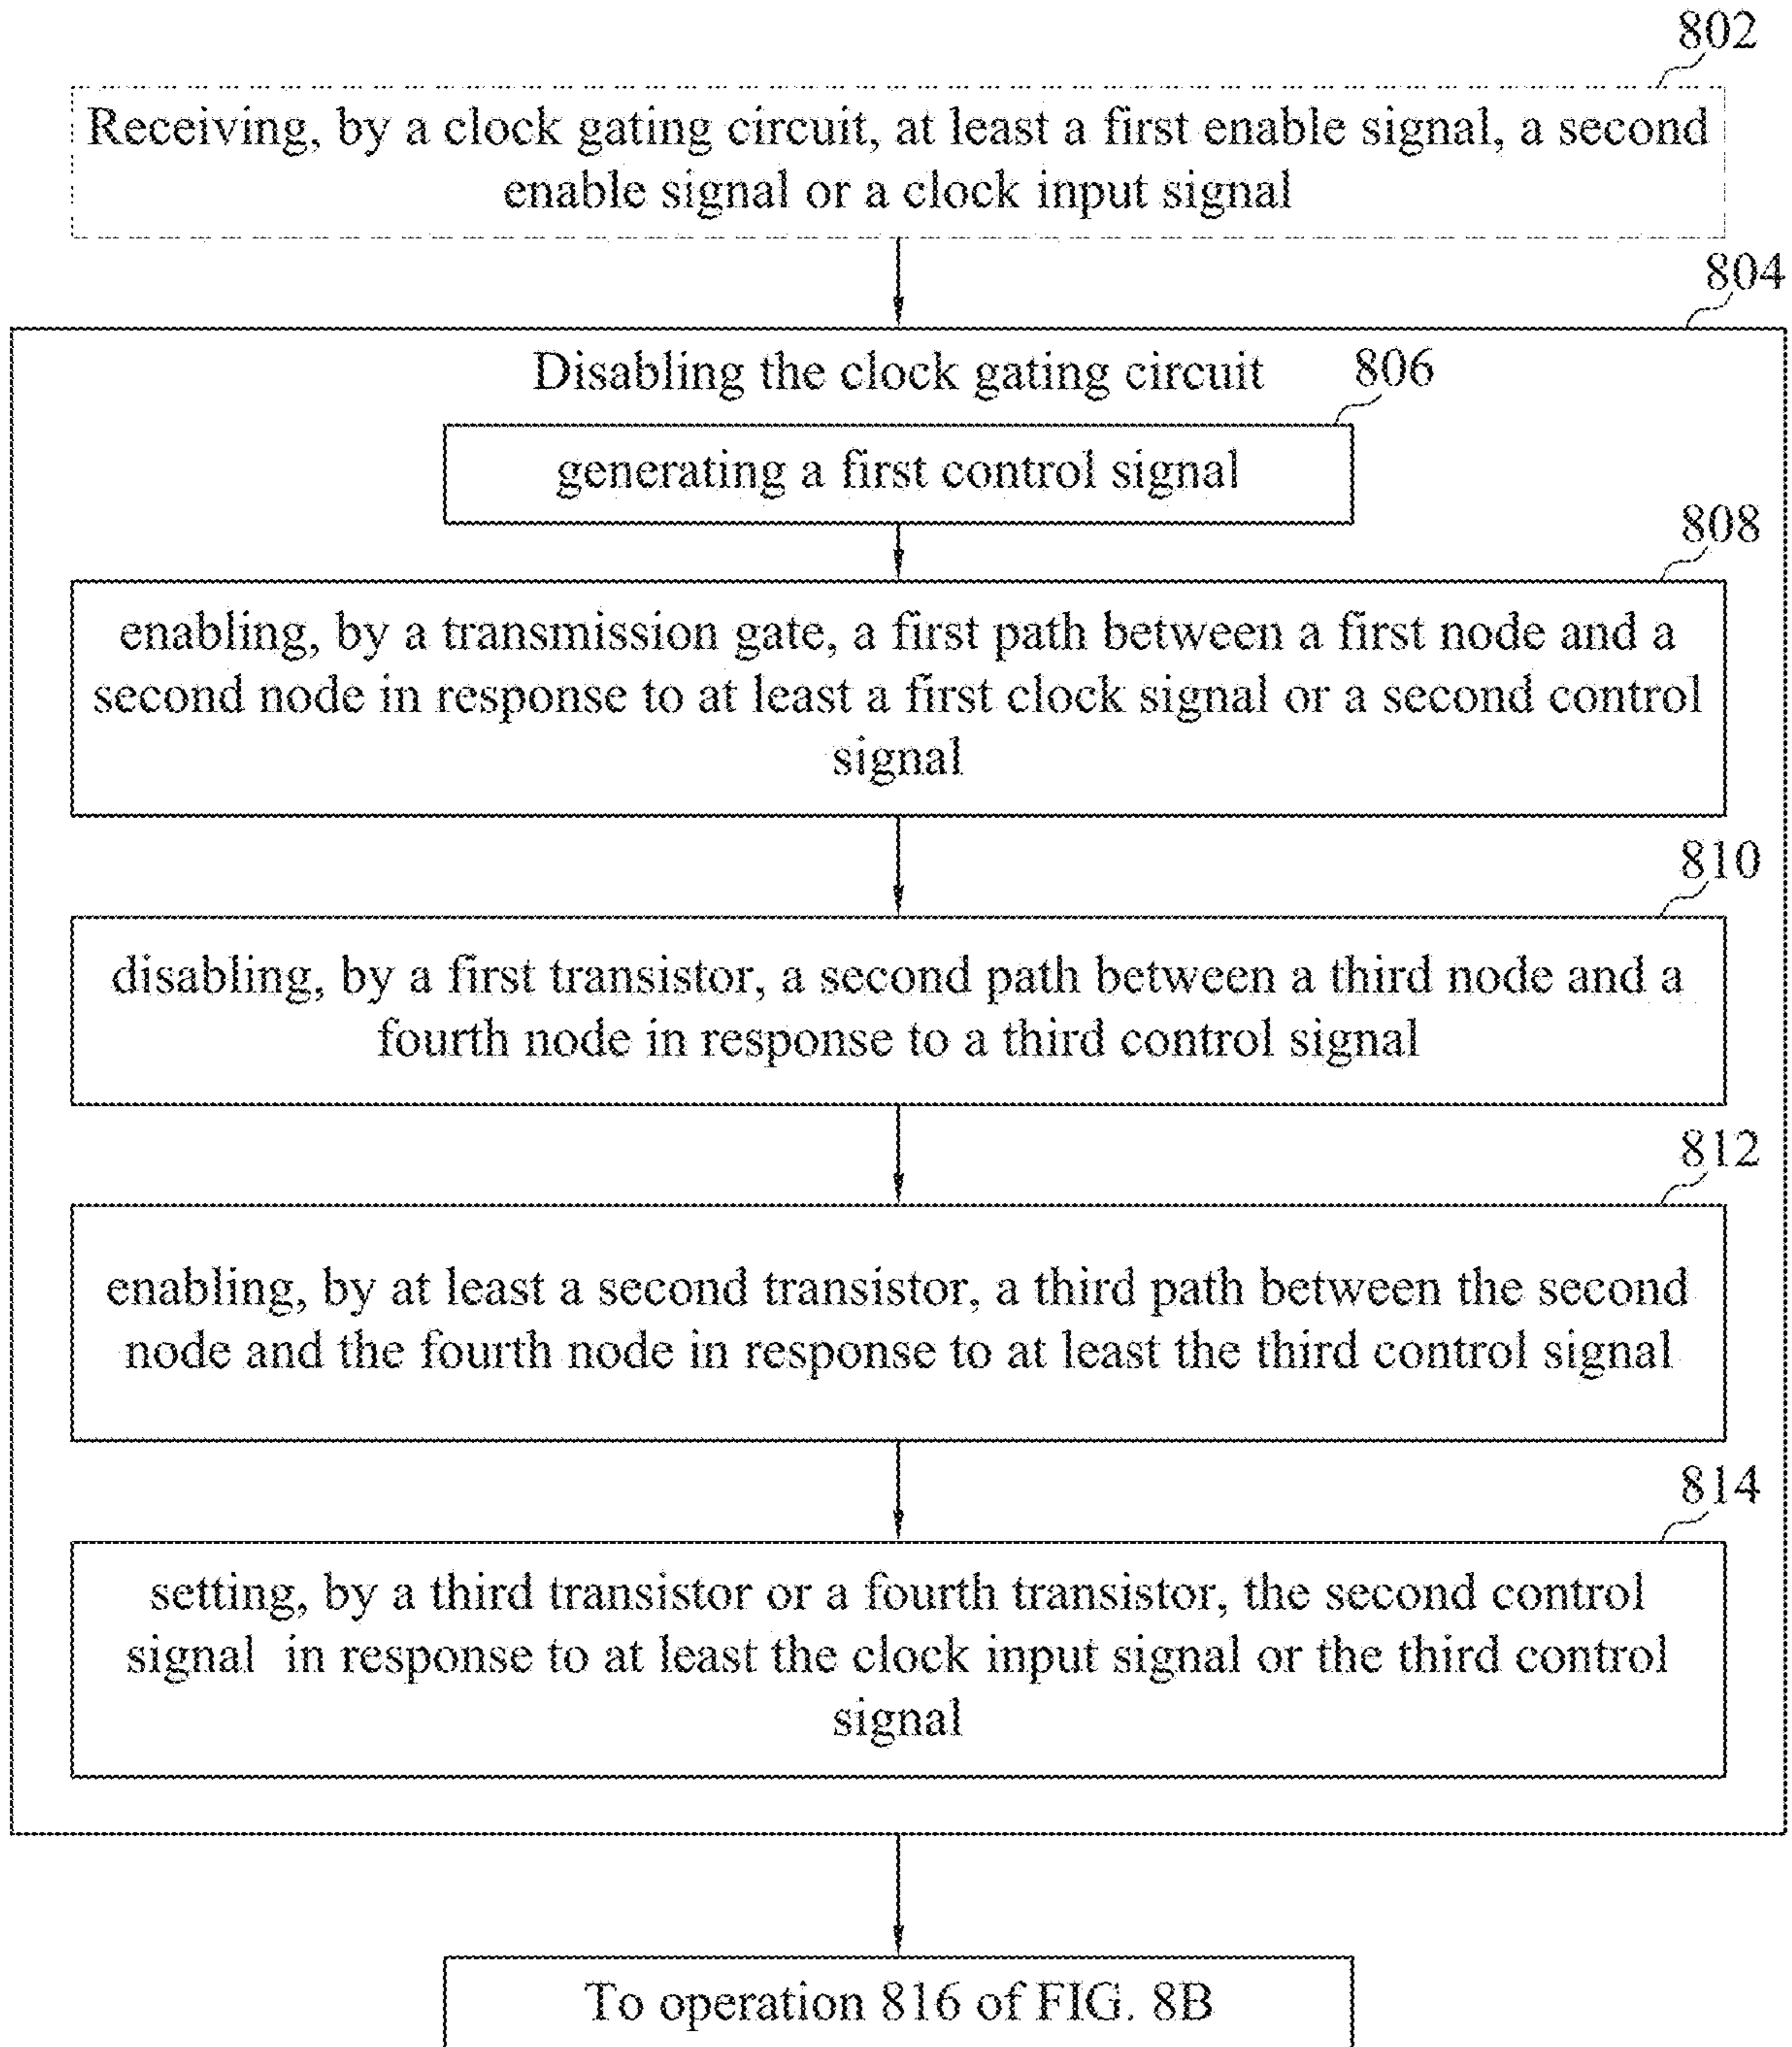 802
Receiving, by a clock gating circuit, at least a first enable signal, a second
enable signal or a clock input signal
804
Disabling the clock gating circuit
806
generating a first control signal
808
enabling, by a transmission gate, a first path between a first node and a
second node in response to at least a first clock signal or a second control
signal
810
disabling, by a first transistor, a second path between a third node and a
fourth node in response to a third control signal
812
enabling, by at least a second transistor, a third path between the second
node and the fourth node in response to at least the third control signal
814
setting, by a third transistor or a fourth transistor, the second control
signal in response to at least the clock input signal or the third control
signal
To operation 816 of FIG. 8B